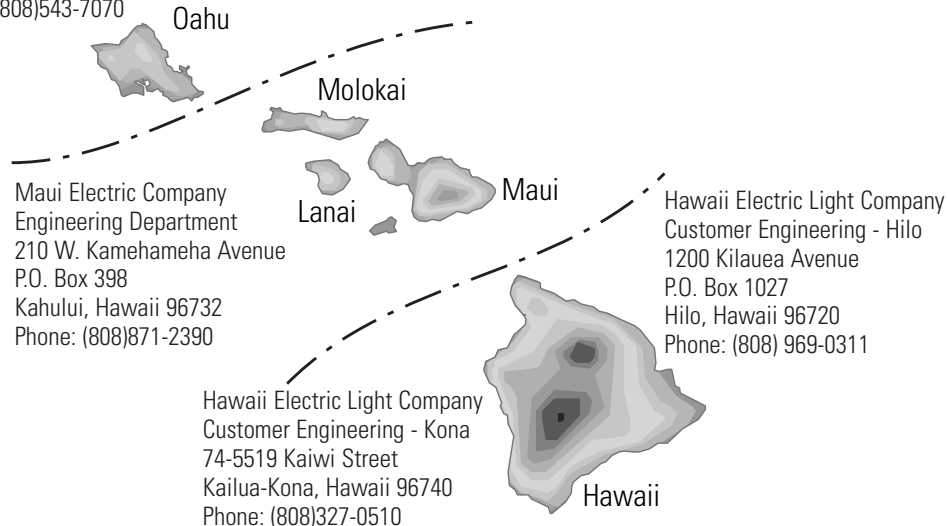 (808)543-7070
Oahu
Molokai
Lanai
Maui
Maui Electric Company
Engineering Department
210 W. Kamehameha Avenue
P.O. Box 398
Kahului, Hawaii 96732
Phone: (808)871-2390
Hawaii Electric Light Company
Customer Engineering - Hilo
1200 Kilauea Avenue
P.O. Box 1027
Hilo, Hawaii 96720
Phone: (808) 969-0311
Hawaii Electric Light Company
Customer Engineering - Kona
74-5519 Kaiwi Street
Kailua-Kona, Hawaii 96740
Phone: (808)327-0510
Hawaii